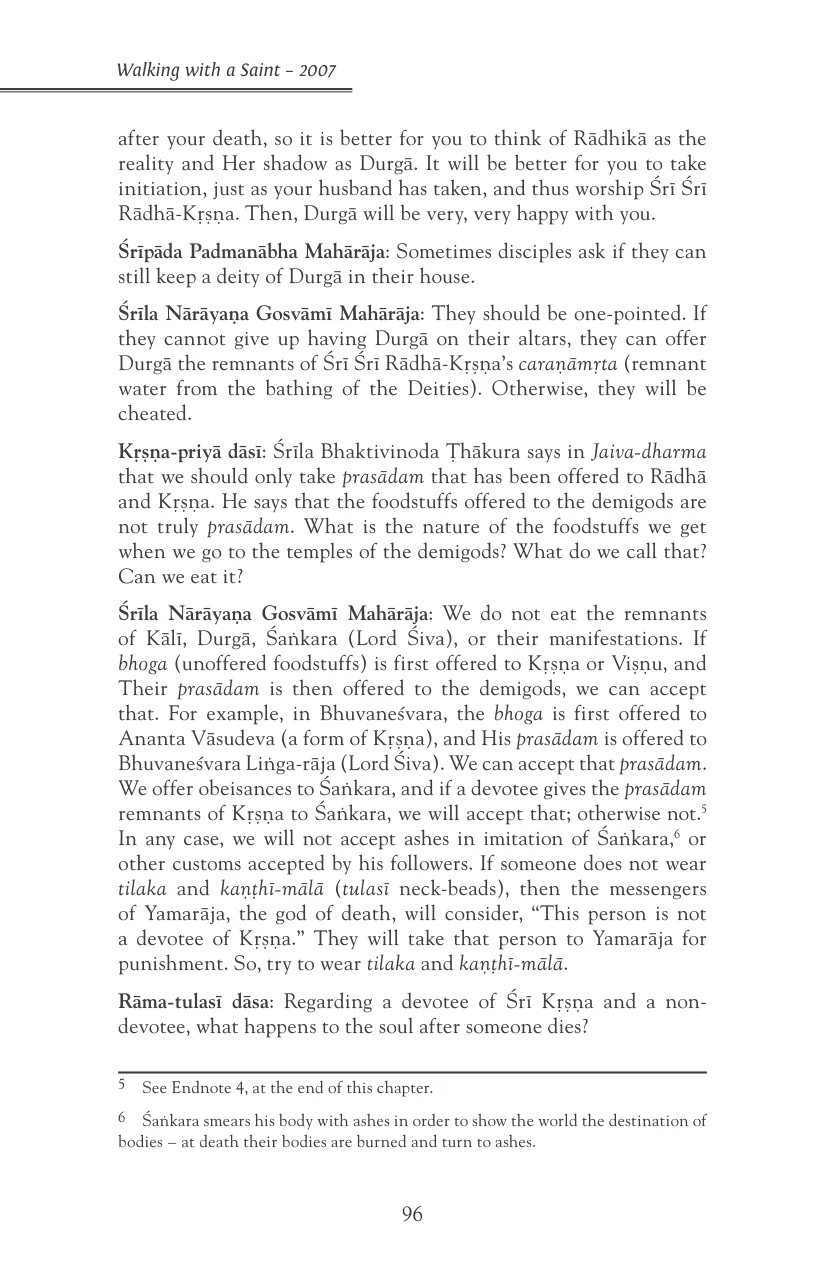 Walking with a Saint – 2007
after your death, so it is better for you to think of Rādhikā as the
reality and Her shadow as Durgā. It will be better for you to take
initiation, just as your husband has taken, and thus worship Śrī Śrī
Rādhā-Kṛṣṇa. Then, Durgā will be very, very happy with you.
Śrīpāda Padmanābha Mahārāja: Sometimes disciples ask if they can
still keep a deity of Durgā in their house.
Śrīla Nārāyaṇa Gosvāmī Mahārāja: They should be one-pointed. If
they cannot give up having Durgā on their altars, they can offer
Durgā the remnants of Śrī Śrī Rādhā-Kṛṣṇa’s caraṇāmṛta (remnant
water from the bathing of the Deities). Otherwise, they will be
cheated.
Kṛṣṇa-priyā dāsī: Śrīla Bhaktivinoda Ṭhākura says in Jaiva-dharma
that we should only take prasādam that has been offered to Rādhā
and Kṛṣṇa. He says that the foodstuffs offered to the demigods are
not truly prasādam. What is the nature of the foodstuffs we get
when we go to the temples of the demigods? What do we call that?
Can we eat it?
Śrīla Nārāyaṇa Gosvāmī Mahārāja: We do not eat the remnants
of Kālī, Durgā, Śaṅkara (Lord Śiva), or their manifestations. If
bhoga (unoffered foodstuffs) is first offered to Kṛṣṇa or Viṣṇu, and
Their prasādam is then offered to the demigods, we can accept
that. For example, in Bhuvaneśvara, the bhoga is first offered to
Ananta Vāsudeva (a form of Kṛṣṇa), and His prasādam is offered to
Bhuvaneśvara Liṅga-rāja (Lord Śiva). We can accept that prasādam.
We offer obeisances to Śaṅkara, and if a devotee gives the prasādam
remnants of Kṛṣṇa to Śaṅkara, we will accept that; otherwise not.5
In any case, we will not accept ashes in imitation of Śaṅkara,6 or
other customs accepted by his followers. If someone does not wear
tilaka and kaṇṭhī-mālā (tulasī neck-beads), then the messengers
of Yamarāja, the god of death, will consider, “This person is not
a devotee of Kṛṣṇa.” They will take that person to Yamarāja for
punishment. So, try to wear tilaka and kaṇṭhī-mālā.
Rāma-tulasī dāsa: Regarding a devotee of Śrī Kṛṣṇa and a non-
devotee, what happens to the soul after someone dies?
5 See Endnote 4, at the end of this chapter.
6 Śaṅkara smears his body with ashes in order to show the world the destination of
bodies – at death their bodies are burned and turn to ashes.
96